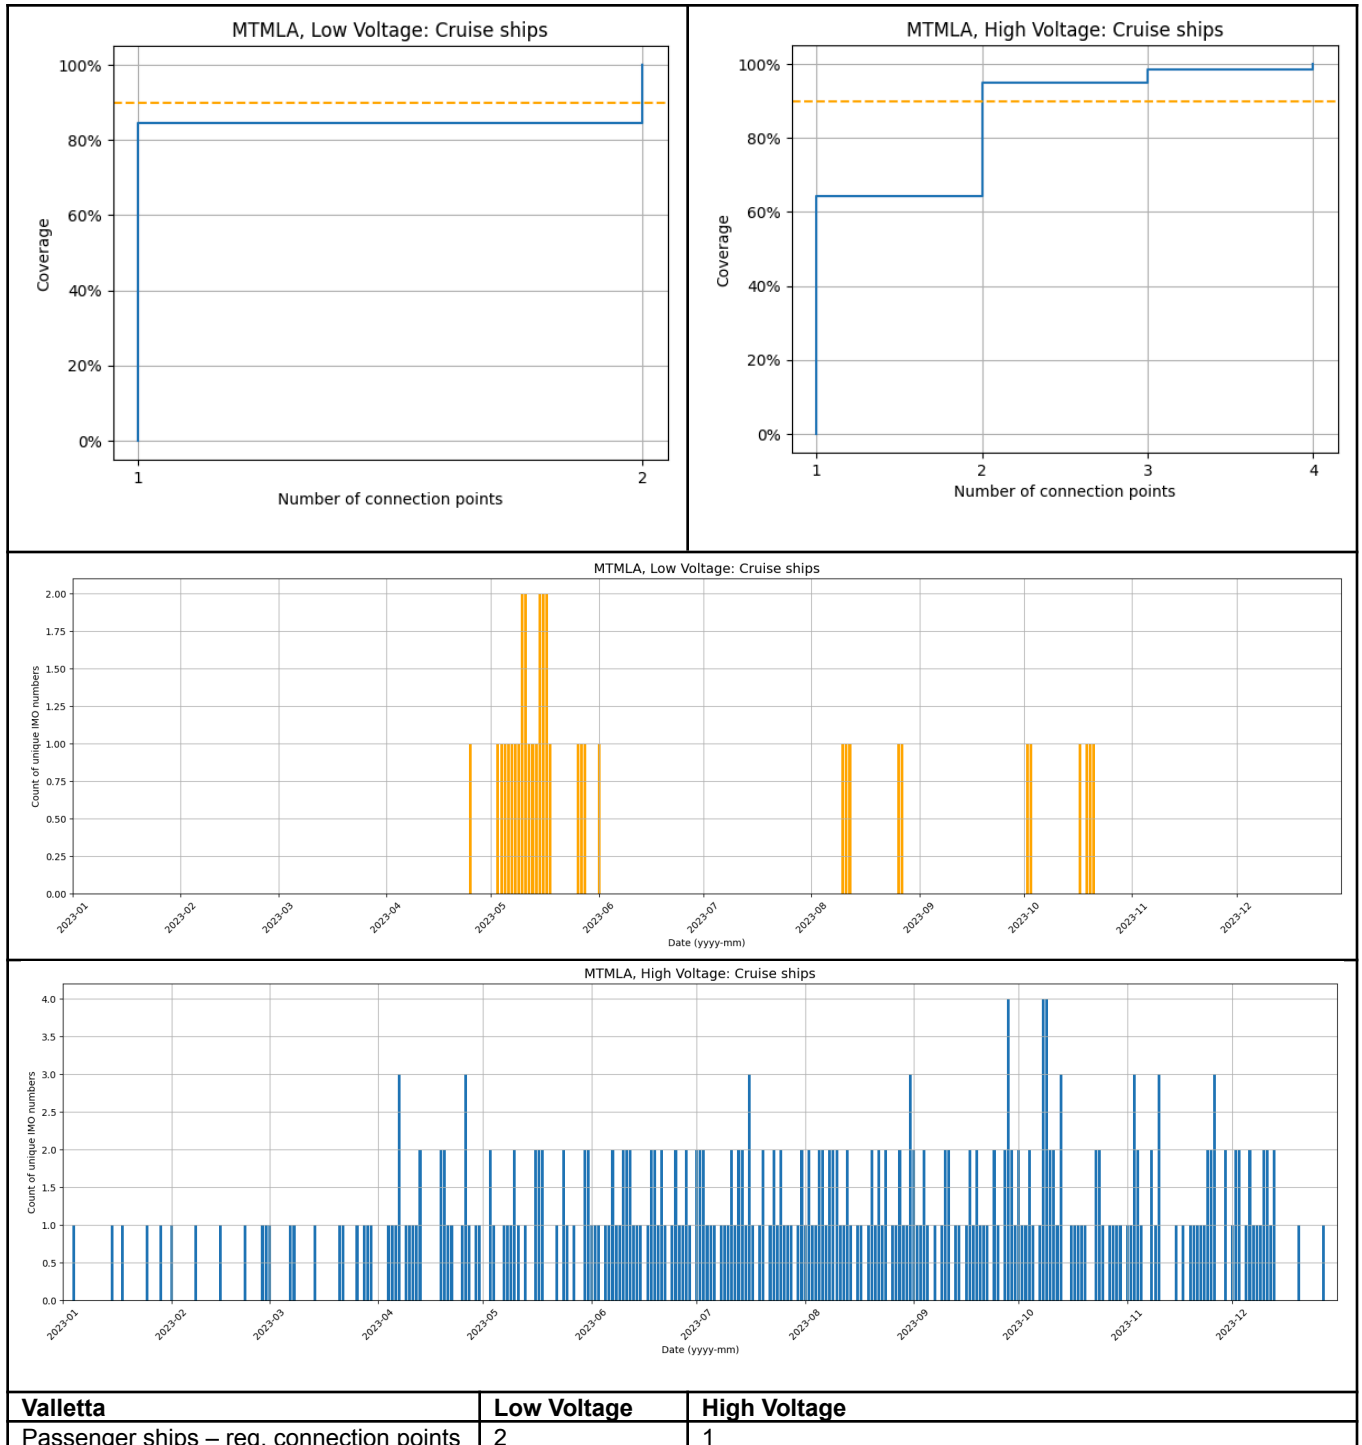 MTMLA, Low Voltage: Cruise ships
100%
80%
60%
40%
20%
0%
Coverage
1 2
Number of connection points
MTMLA, High Voltage: Cruise ships
100%
80%
60%
40%
20%
0%
Coverage
1 2 3 4
Number of connection points
MTMLA, Low Voltage: Cruise ships
2.00
1.75
1.50
1.25
1.00
0.75
0.50
0.25
0.00
Count of unique IMO numbers
2023-01 2023-02 2023-03 2023-04 2023-05 2023-06 2023-07 2023-08 2023-09 2023-10 2023-11 2023-12
Date (yyyy-mm)
MTMLA, High Voltage: Cruise ships
4.0
3.5
3.0
2.5
2.0
1.5
1.0
0.5
0.0
Count of unique IMO numbers
2023-01 2023-02 2023-03 2023-04 2023-05 2023-06 2023-07 2023-08 2023-09 2023-10 2023-11 2023-12
Date (yyyy-mm)
Valletta Low Voltage High Voltage
Passenger ships – req. connection points 2 1